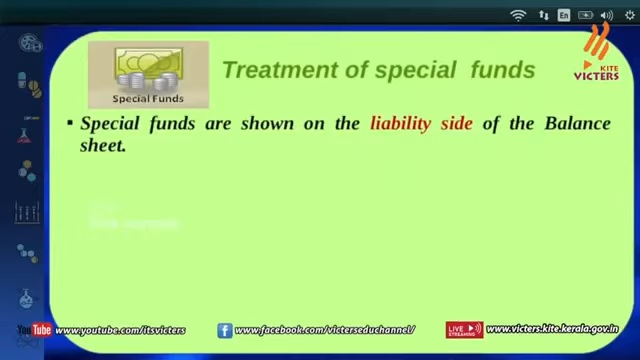 En
KITE
VICTERS
Special Funds
Treatment of special funds
Special funds are shown on the liability side of the Balance
sheet.
You Tube www.youtube.com/itsvicters
f www.facebook.com/victerseduchannel/
LIVE STREAMING www.victers.kite.kerala.gov.in